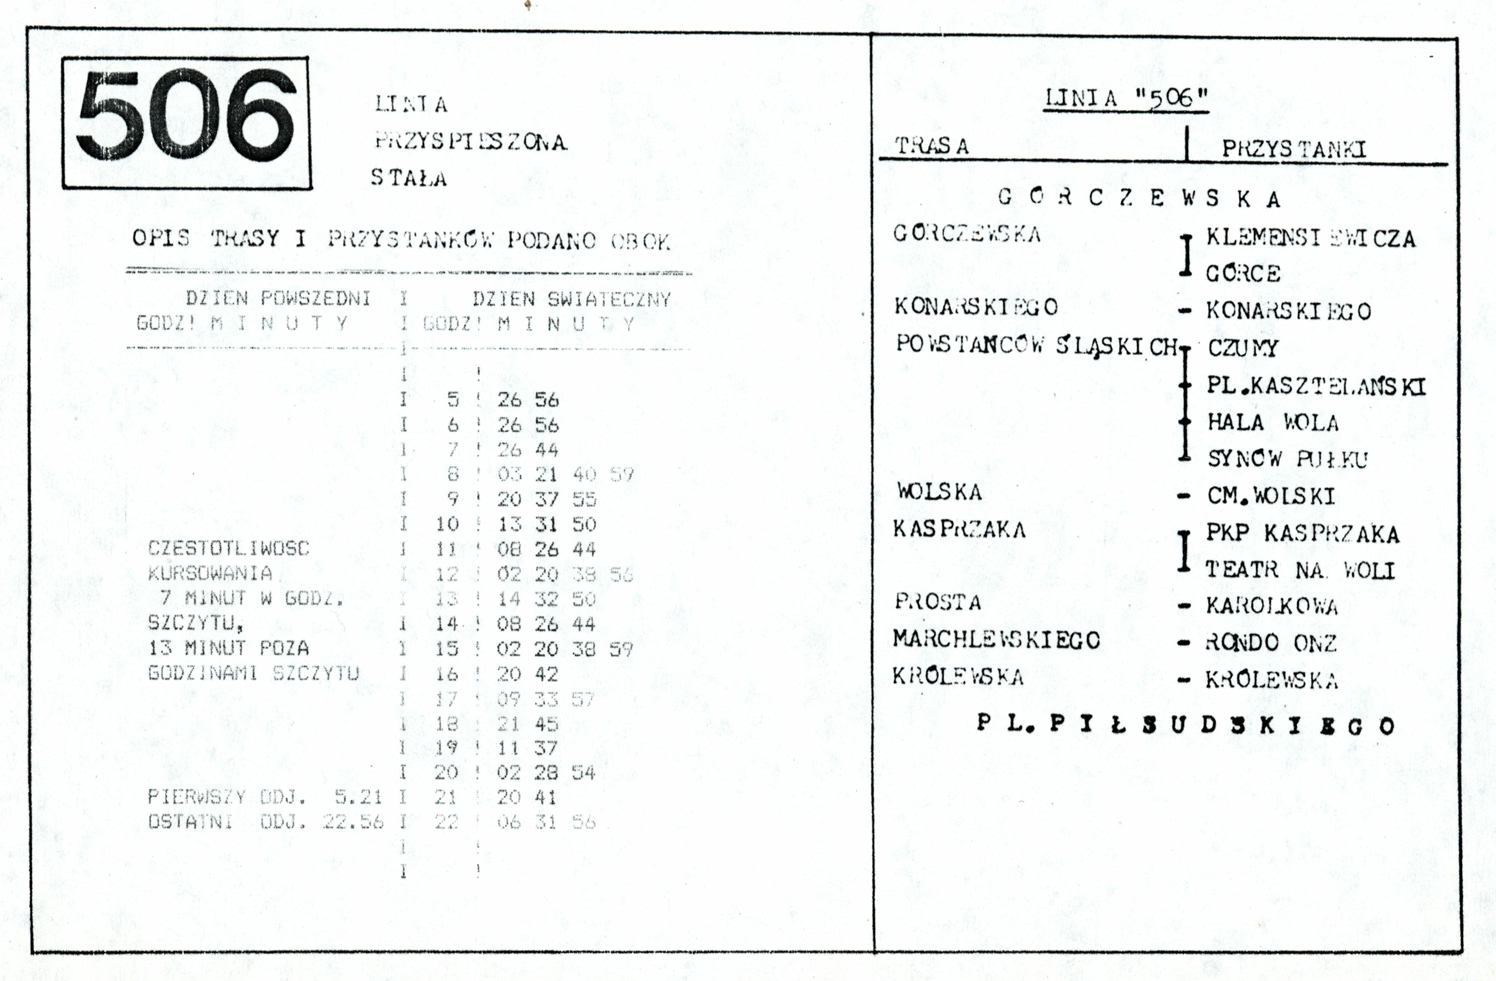 506
LINIA
PRZYSPIESZONA
STAŁA
OPIS TRASY I PRZYSTANKÓW PODANO OBOK
DZIEN POWSZEDNI I DZIEN SWIATECZNY
GODZ! M I N U T Y I GODZ! M I N U T Y
I
I !
I 5 ! 26 56
I 6 ! 26 56
I 7 ! 26 44
I 8 ! 03 21 40 59
I 9 ! 20 37 55
I 10 ! 13 31 50
CZESTOTLIWOSC I 11 ! 08 26 44
KURSOWANIA I 12 ! 02 20 38 56
7 MINUT W GODZ. I 13 ! 14 32 50
SZCZYTU, I 14 ! 08 26 44
13 MINUT POZA I 15 ! 02 20 38 59
GODZINAMI SZCZYTU I 16 ! 20 42
I 17 ! 09 33 57
I 18 ! 21 45
I 19 ! 11 37
I 20 ! 02 28 54
PIERWSZY ODJ. 5.21 I 21 ! 20 41
OSTATNI ODJ. 22.56 I 22 ! 06 31 56
I !
I !
LINIA "506"
TRASA PRZYSTANKI
G Ó R C Z E W S K A
GÓRCZEWSKA KLEMENSIEWICZA
GÓRCE
KONARSKIEGO - KONARSKIEGO
POWSTAŃCÓW ŚLĄSKICH CZUMY
PL.KASZTELAŃSKI
HALA WOLA
SYNÓW PUŁKU
WOLSKA - CM.WOLSKI
KASPRZAKA PKP KASPRZAKA
TEATR NA WOLI
PROSTA - KAROLKOWA
MARCHLEWSKIEGO - RONDO ONZ
KRÓLEWSKA - KRÓLEWSKA
P L. P I Ł S U D S K I E G O